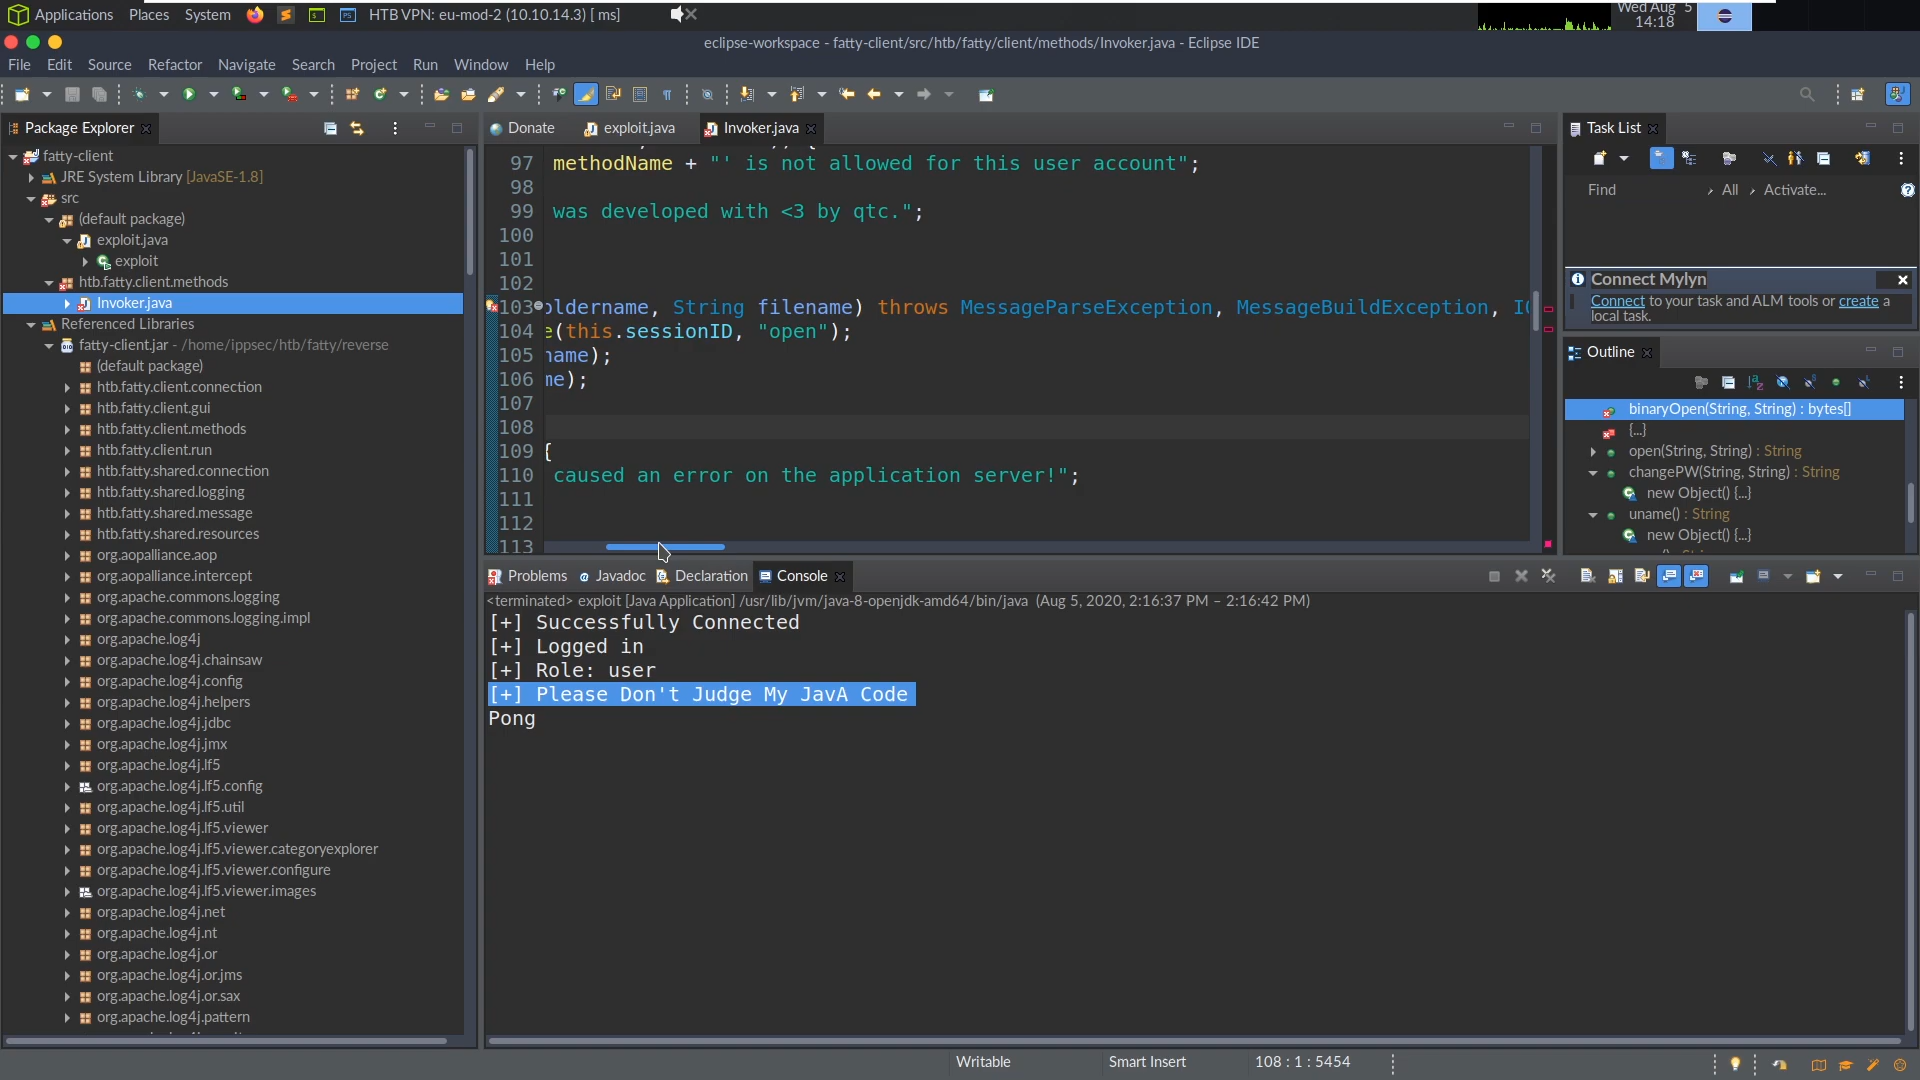 Applications Places System HTB VPN: eu-mod-2 (10.10.14.3) [ ms] Wed Aug 5
14:18
eclipse-workspace - fatty-client/src/htb/fatty/client/methods/Invoker.java - Eclipse IDE
File Edit Source Refactor Navigate Search Project Run Window Help
Package Explorer
fatty-client
JRE System Library [JavaSE-1.8]
src
(default package)
exploit.java
exploit
htb.fatty.client.methods
Invoker.java
Referenced Libraries
fatty-client.jar - /home/ippsec/htb/fatty/reverse
(default package)
htb.fatty.client.connection
htb.fatty.client.gui
htb.fatty.client.methods
htb.fatty.client.run
htb.fatty.shared.connection
htb.fatty.shared.logging
htb.fatty.shared.message
htb.fatty.shared.resources
org.aopalliance.aop
org.aopalliance.intercept
org.apache.commons.logging
org.apache.commons.logging.impl
org.apache.log4j
org.apache.log4j.chainsaw
org.apache.log4j.config
org.apache.log4j.helpers
org.apache.log4j.jdbc
org.apache.log4j.jmx
org.apache.log4j.lf5
org.apache.log4j.lf5.config
org.apache.log4j.lf5.util
org.apache.log4j.lf5.viewer
org.apache.log4j.lf5.viewer.categoryexplorer
org.apache.log4j.lf5.viewer.configure
org.apache.log4j.lf5.viewer.images
org.apache.log4j.net
org.apache.log4j.nt
org.apache.log4j.or
org.apache.log4j.or.jms
org.apache.log4j.or.sax
org.apache.log4j.pattern
Donate exploit.java Invoker.java
97 methodName + "' is not allowed for this user account";
98
99 was developed with <3 by qtc.";
100
101
102
103 oldername, String filename) throws MessageParseException, MessageBuildException, IO
104 e(this.sessionID, "open");
105 name);
106 me);
107
108
109 {
110 caused an error on the application server!";
111
112
113
Problems Javadoc Declaration Console
<terminated> exploit [Java Application] /usr/lib/jvm/java-8-openjdk-amd64/bin/java (Aug 5, 2020, 2:16:37 PM – 2:16:42 PM)
[+] Successfully Connected
[+] Logged in
[+] Role: user
[+] Please Don't Judge My JavA Code
Pong
Task List
Find All Activate...
Connect Mylyn
Connect to your task and ALM tools or create a
local task.
Outline
binaryOpen(String, String) : bytes[]
{...}
open(String, String) : String
changePW(String, String) : String
new Object() {...}
uname() : String
new Object() {...}
Writable Smart Insert 108 : 1 : 5454